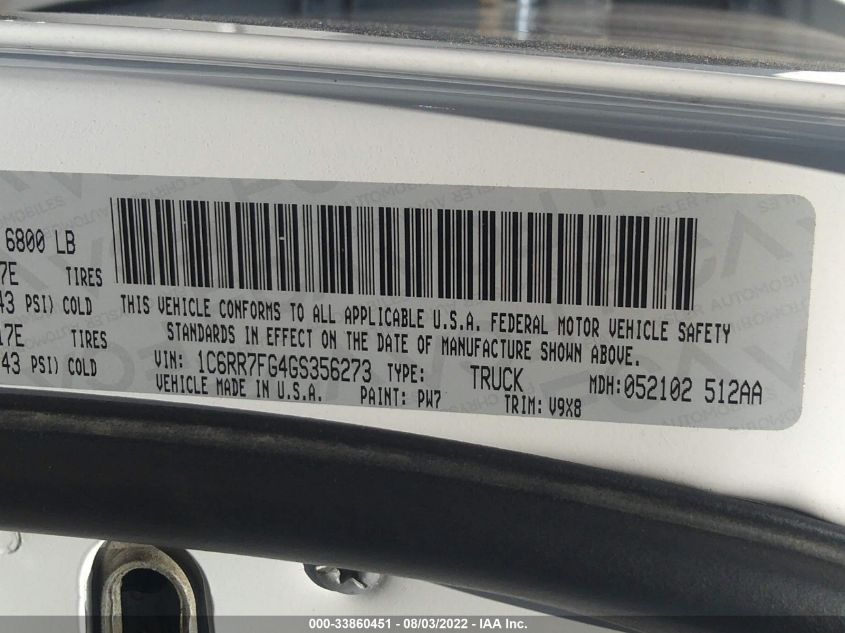 6800 LB
7E TIRES
43 PSI) COLD
17E TIRES
43 PSI) COLD
THIS VEHICLE CONFORMS TO ALL APPLICABLE U.S.A. FEDERAL MOTOR VEHICLE SAFETY
STANDARDS IN EFFECT ON THE DATE OF MANUFACTURE SHOWN ABOVE.
VIN: 1C6RR7FG4GS356273 TYPE: TRUCK MDH:052102 512AA
VEHICLE MADE IN U.S.A. PAINT: PW7 TRIM: V9X8
000-33860451 - 08/03/2022 - IAA Inc.